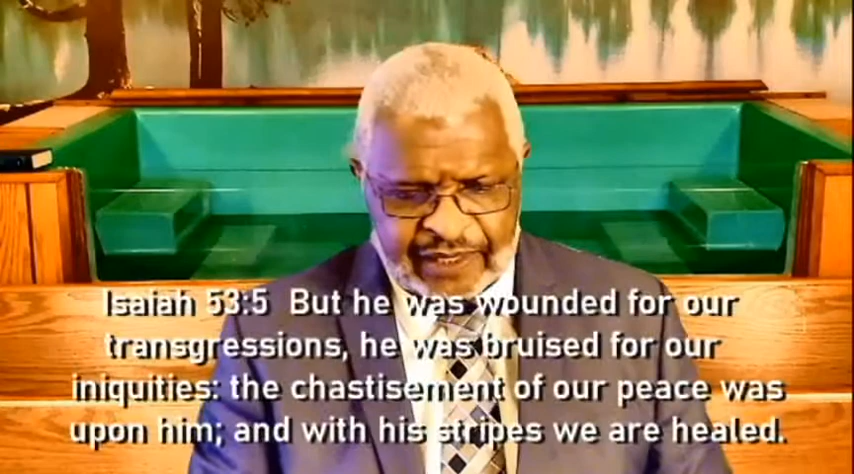 Isaiah 53:5 But he was wounded for our
transgressions, he was bruised for our
iniquities: the chastisement of our peace was
upon him; and with his stripes we are healed.